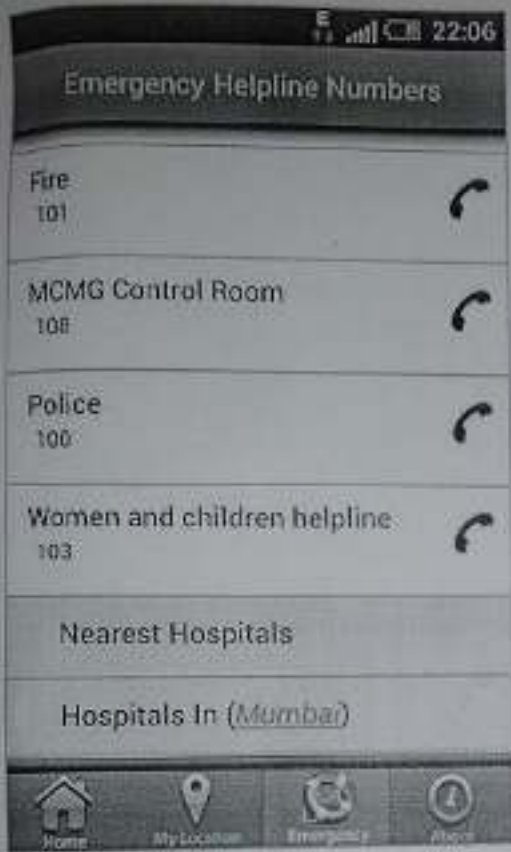 E
22:06
Emergency Helpline Numbers
Fire
101
MCMG Control Room
108
Police
100
Women and children helpline
103
Nearest Hospitals
Hospitals In (Mumbai)
Home
My Location
Emergency
About